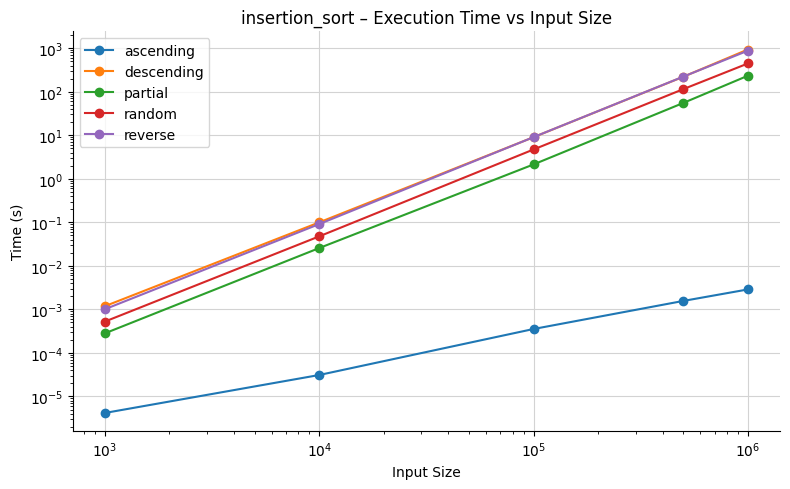 insertion_sort – Execution Time vs Input Size
ascending
descending
partial
random
reverse
Time (s)
10³
10²
10¹
10⁰
10⁻¹
10⁻²
10⁻³
10⁻⁴
10⁻⁵
10³ 10⁴ 10⁵ 10⁶
Input Size